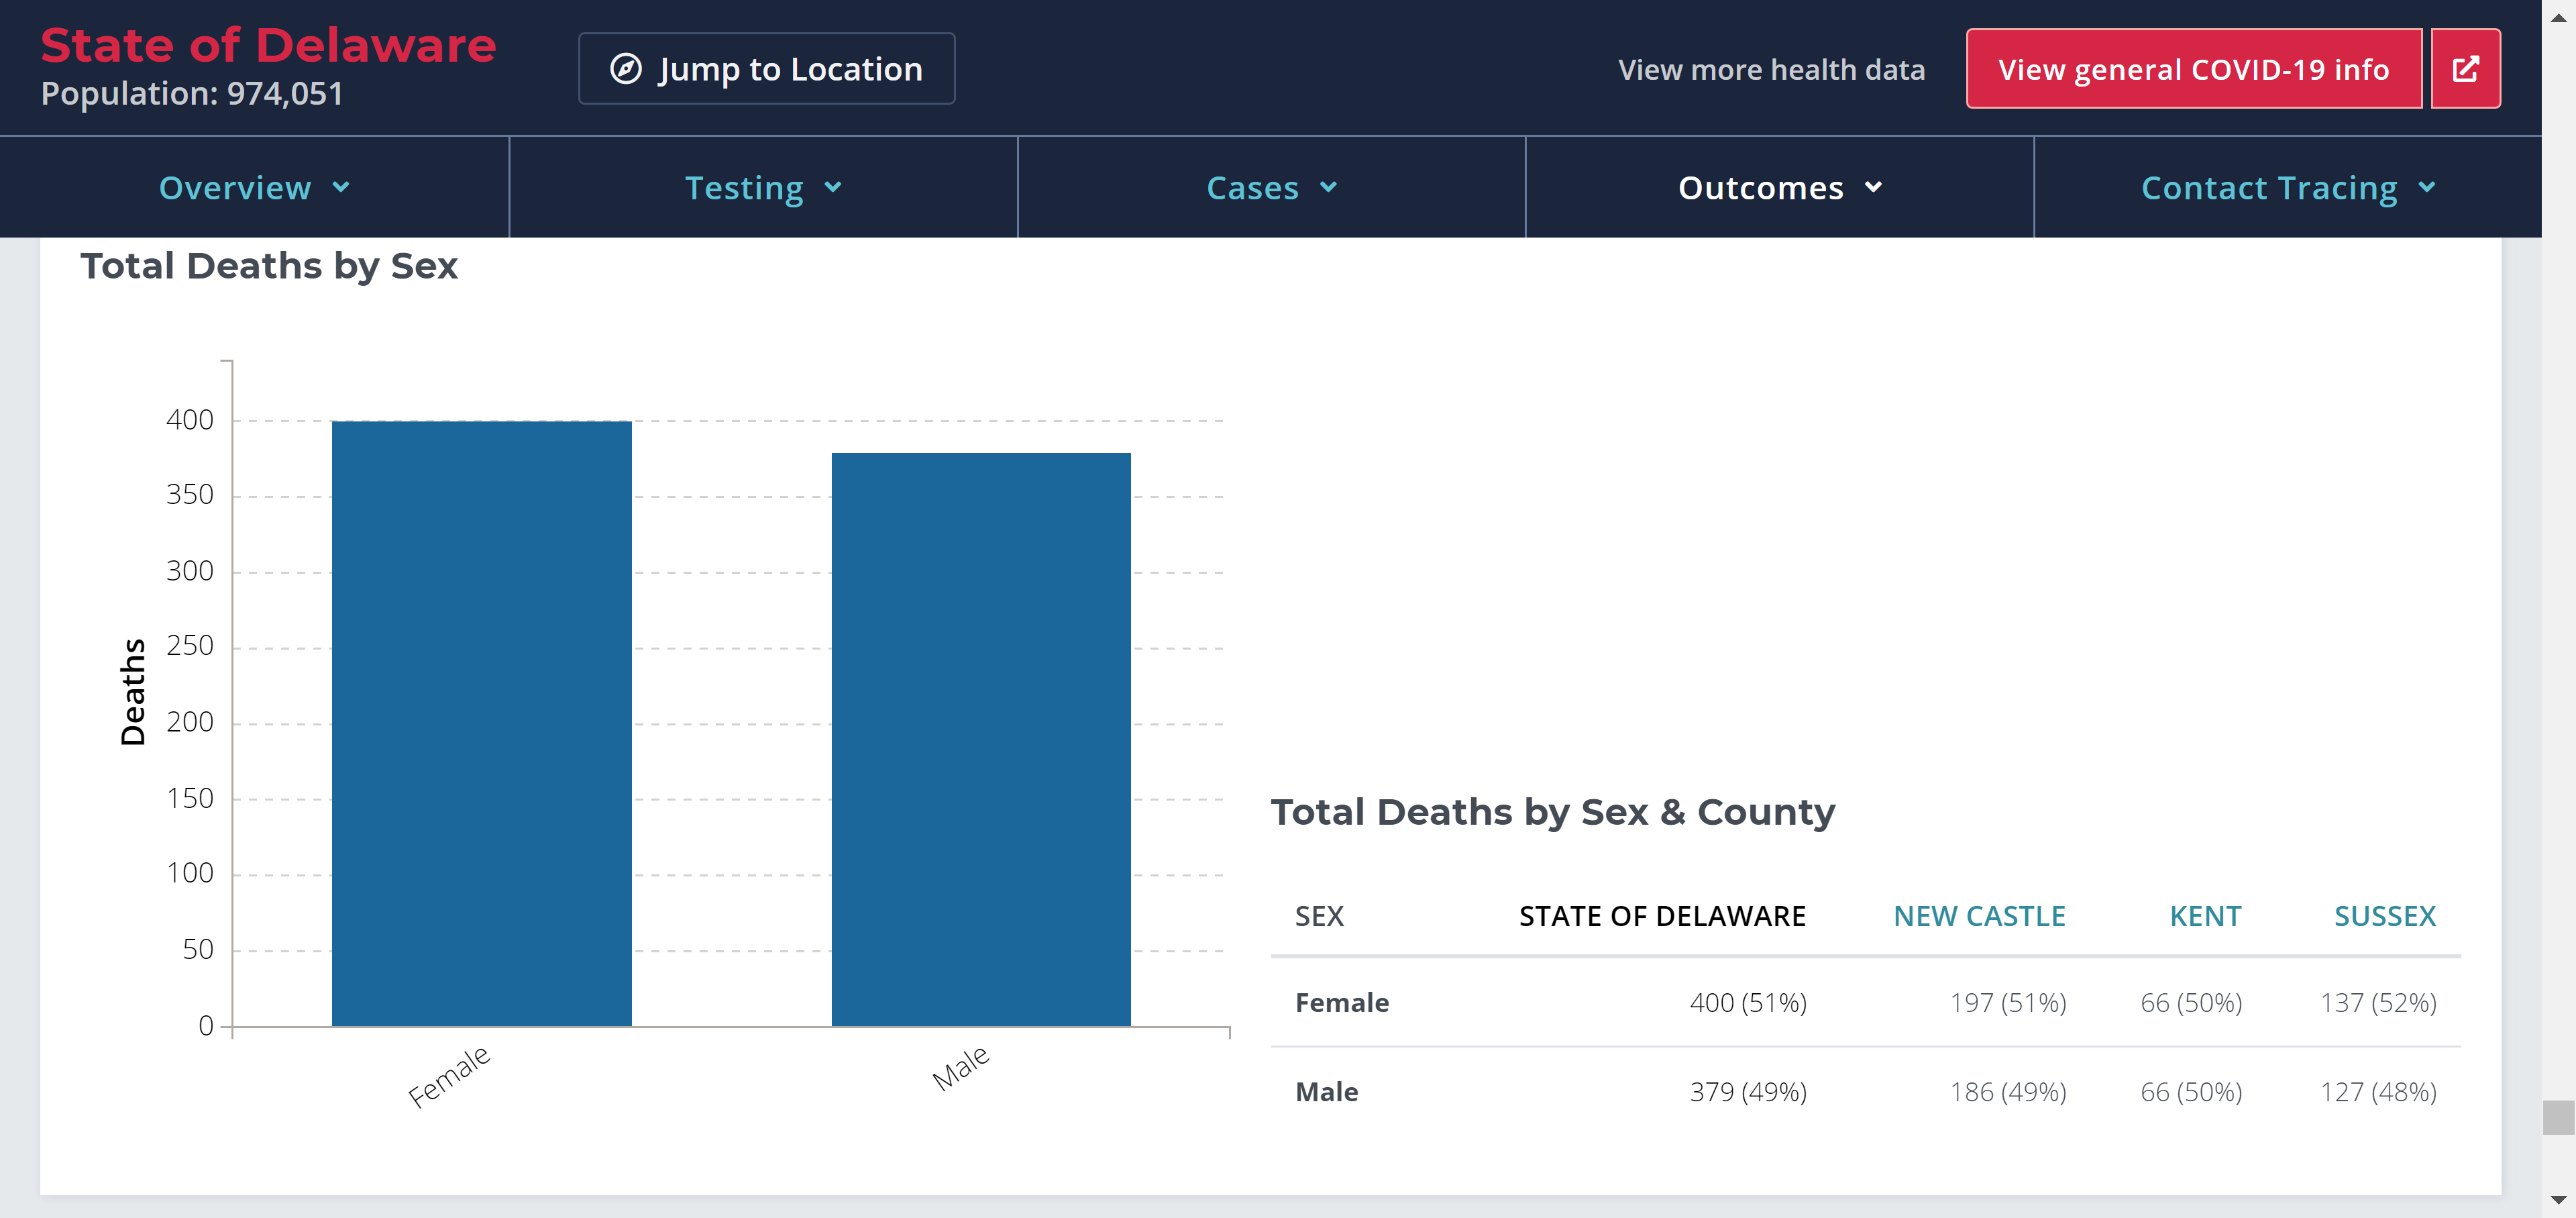 State of Delaware
Population: 974,051
Jump to Location
View more health data
View general COVID-19 info
Overview
Testing
Cases
Outcomes
Contact Tracing
Total Deaths by Sex
400
350
300
250
200
150
100
50
0
Deaths
Female
Male
Total Deaths by Sex & County
SEX STATE OF DELAWARE NEW CASTLE KENT SUSSEX
Female 400 (51%) 197 (51%) 66 (50%) 137 (52%)
Male 379 (49%) 186 (49%) 66 (50%) 127 (48%)